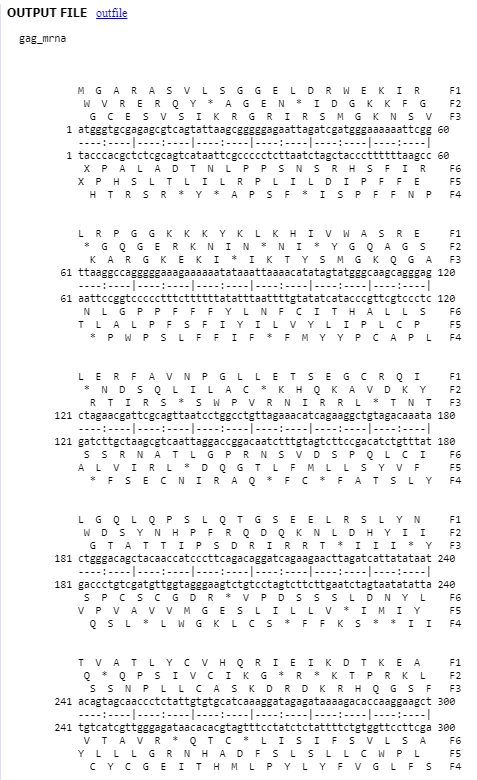 OUTPUT FILE outfile
gag_mrna
M G A R A S V L S G G E L D R W E K I R F1
W V R E R Q Y * A G E N * I D G K K F G F2
G C E S V S I K R G R I R S M G K N S V F3
1 atgggtgcgagagcgtcagtattaagcgggggagaattagatcgatgggaaaaaattcgg 60
----:----|----:----|----:----|----:----|----:----|----:----|
1 tacccacgctctcgcagtcataattcgccccctcttaatctagctacccttttttaagcc 60
X P A L A D T N L P P S N S R H S F I R F6
X P H S L T L I L R P L I L D I P F F E F5
H T R S R * Y * A P S F * I S P F F N P F4
L R P G G K K K Y K L K H I V W A S R E F1
* G Q G E R K N I N * N I * Y G Q A G S F2
K A R G K E K I * I K T Y S M G K Q G A F3
61 ttaaggccagggggaaagaaaaaatataaattaaaacatatagtatgggcaagcagggag 120
----:----|----:----|----:----|----:----|----:----|----:----|
61 aattccggtccccctttcttttttatatttaattttgtatatcatacccgttcgtccctc 120
N L G P P F F F Y L N F C I T H A L L S F6
T L A L P F S F I Y I L V Y L I P L C P F5
* P W P S L F F I F * F M Y Y P C A P L F4
L E R F A V N P G L L E T S E G C R Q I F1
* N D S Q L I L A C * K H Q K A V D K Y F2
R T I R S * S W P V R N I R R L * T N T F3
121 ctagaacgattcgcagttaatcctggcctgttagaaacatcagaaggctgtagacaaata 180
----:----|----:----|----:----|----:----|----:----|----:----|
121 gatcttgctaagcgtcaattaggaccggacaatctttgtagtcttccgacatctgtttat 180
S S R N A T L G P R N S V D S P Q L C I F6
A L V I R L * D Q G T L F M L L S Y V F F5
* F S E C N I R A Q * F C * F A T S L Y F4
L G Q L Q P S L Q T G S E E L R S L Y N F1
W D S Y N H P F R Q D Q K N L D H Y I I F2
G T A T T I P S D R I R R T * I I I * Y F3
181 ctgggacagctacaaccatcccttcagacaggatcagaagaacttagatcattatataat 240
----:----|----:----|----:----|----:----|----:----|----:----|
181 gaccctgtcgatgttggtagggaagtctgtcctagtcttcttgaatctagtaatatatta 240
S P C S C G D R * V P D S S S L D N Y L F6
V P V A V V M G E S L I L L V * I M I Y F5
Q S L * L W G K L C S * F F K S * * I I F4
T V A T L Y C V H Q R I E I K D T K E A F1
Q * Q P S I V C I K G * R * K T P R K L F2
S S N P L L C A S K D R D K R H Q G S F F3
241 acagtagcaaccctctattgtgtgcatcaaaggatagagataaaagacaccaaggaagct 300
----:----|----:----|----:----|----:----|----:----|----:----|
241 tgtcatcgttgggagataacacacgtagtttcctatctctattttctgtggttccttcga 300
V T A V R * Q T C * L I S I F S V L S A F6
Y L L L G R N H A D F S L S L L C W P L F5
C Y C G E I T H M L P Y L Y F V G L F S F4